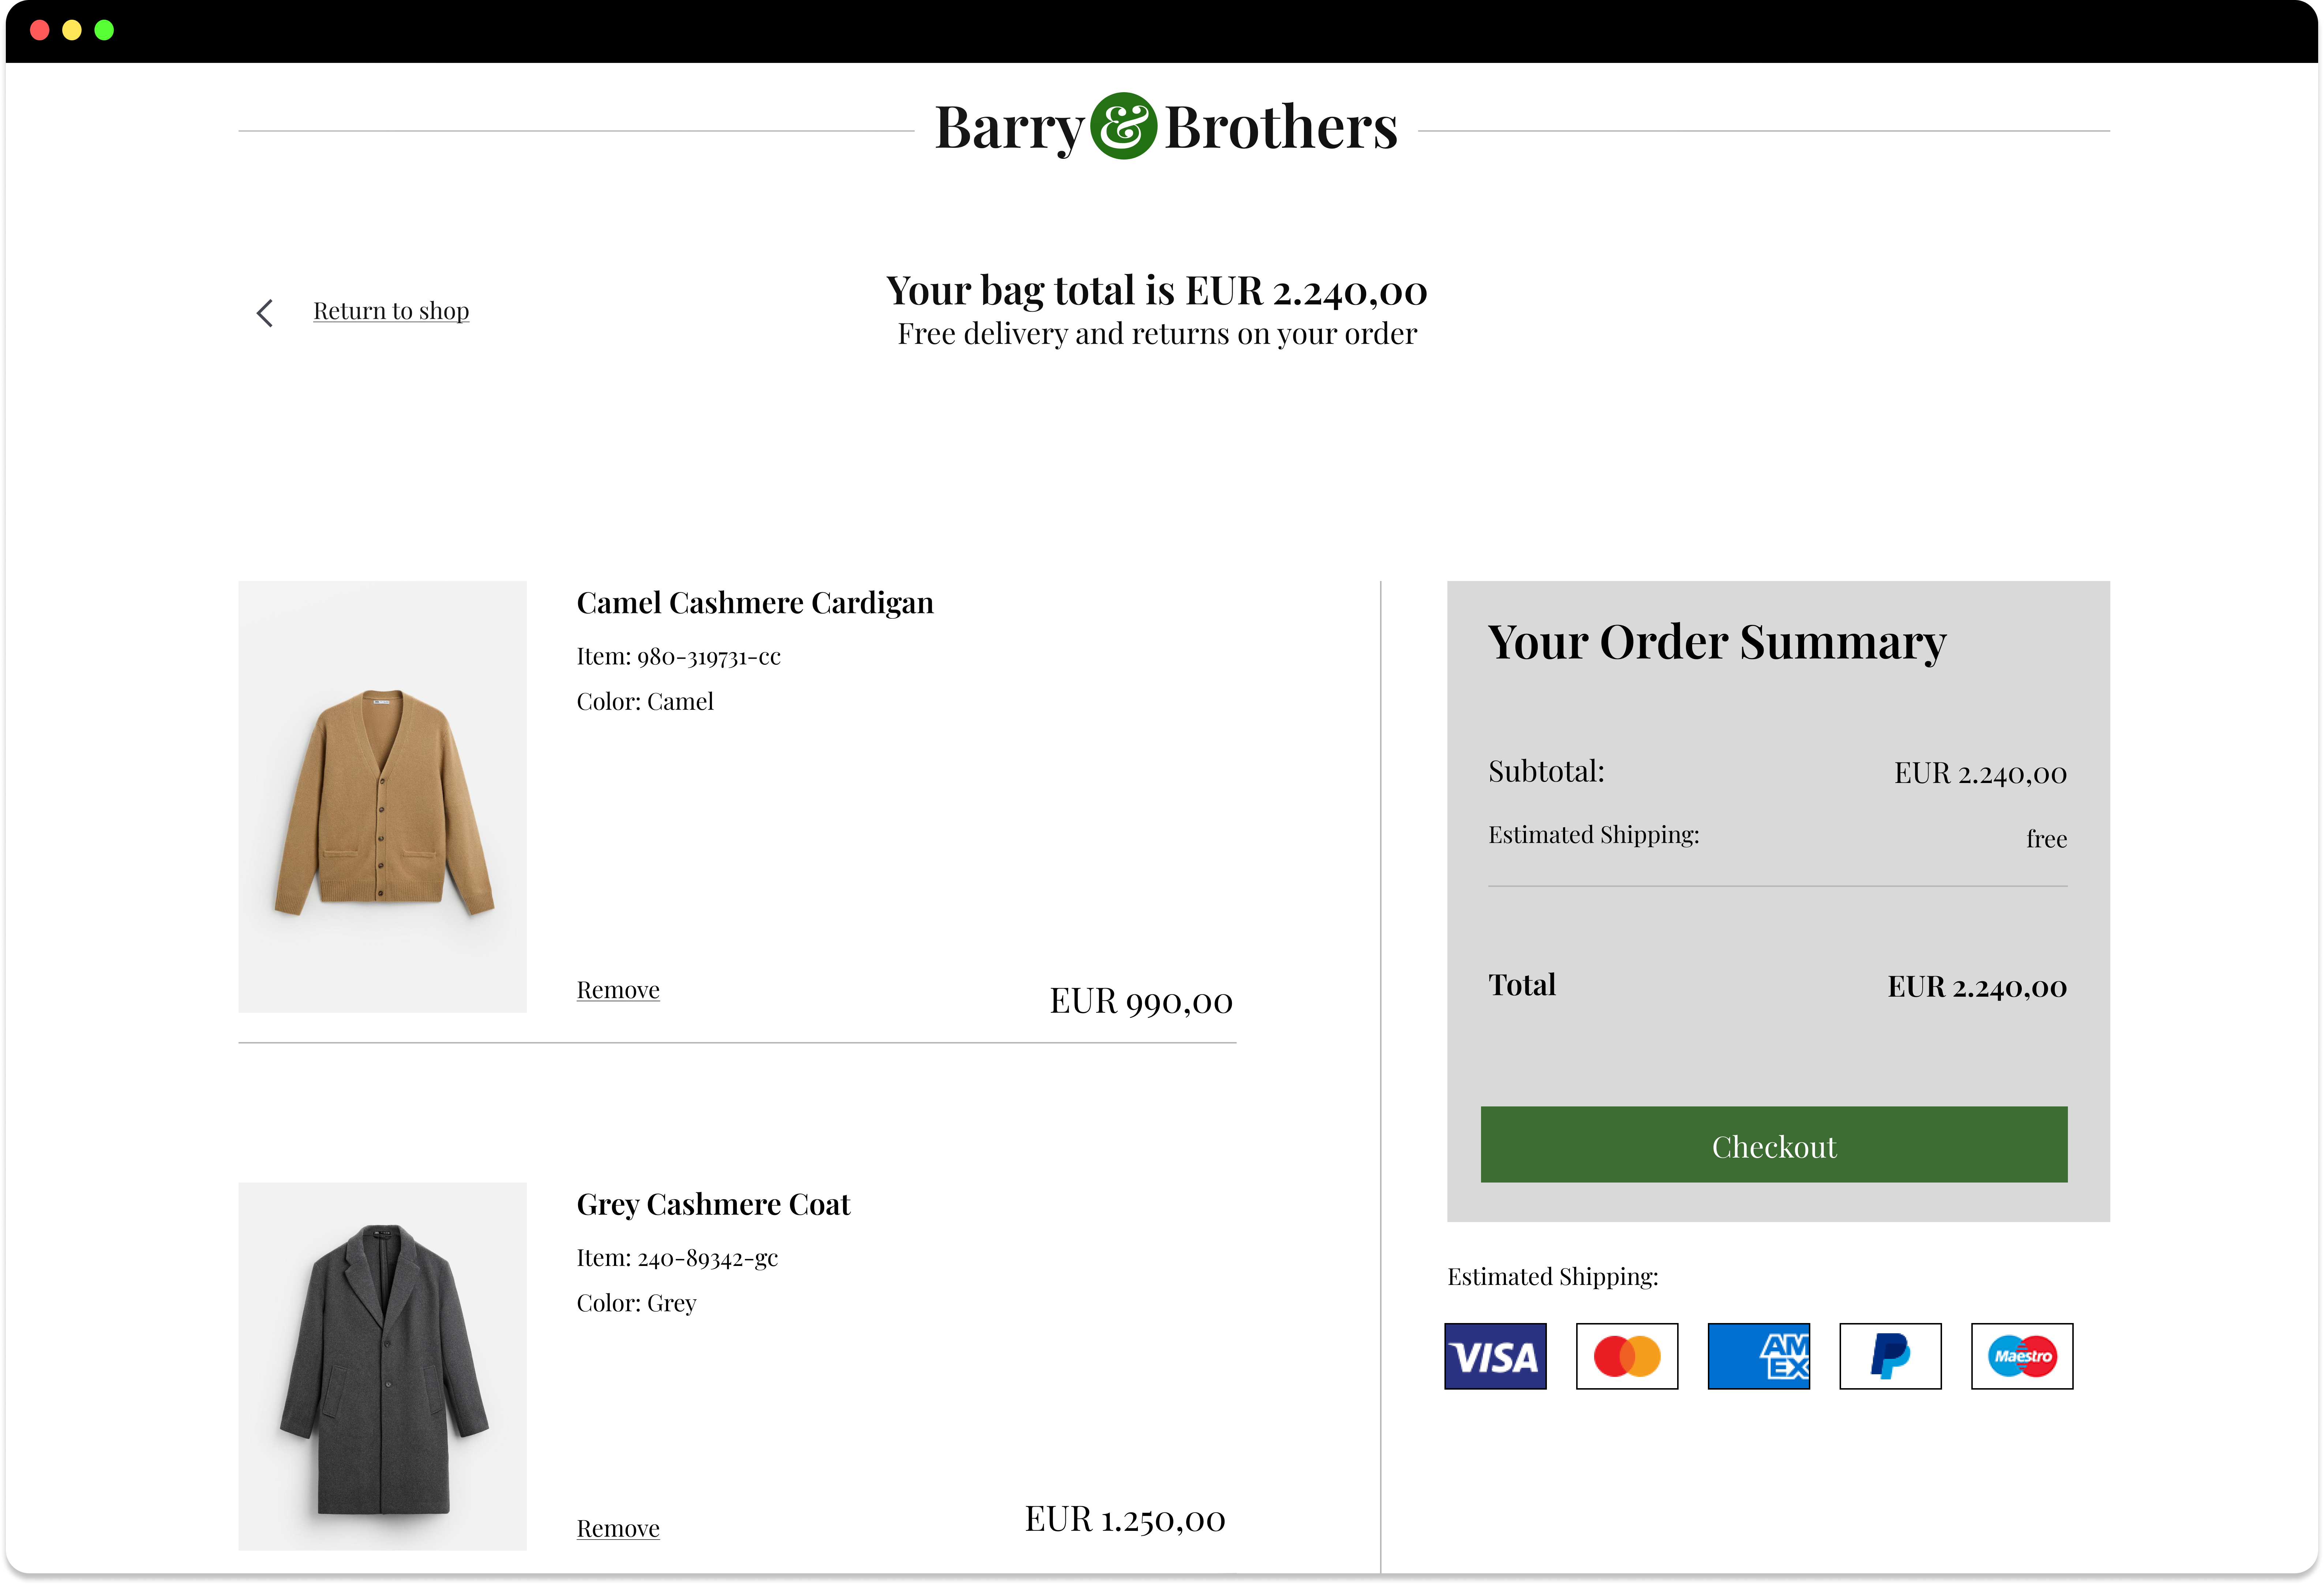 Barry & Brothers
Return to shop
Your bag total is EUR 2.240,00
Free delivery and returns on your order
Camel Cashmere Cardigan
Item: 980-319731-cc
Color: Camel
Remove
EUR 990,00
Grey Cashmere Coat
Item: 240-89342-gc
Color: Grey
Remove
EUR 1.250,00
Your Order Summary
Subtotal: EUR 2.240,00
Estimated Shipping: free
Total EUR 2.240,00
Checkout
Estimated Shipping:
VISA
AM
EX
Maestro